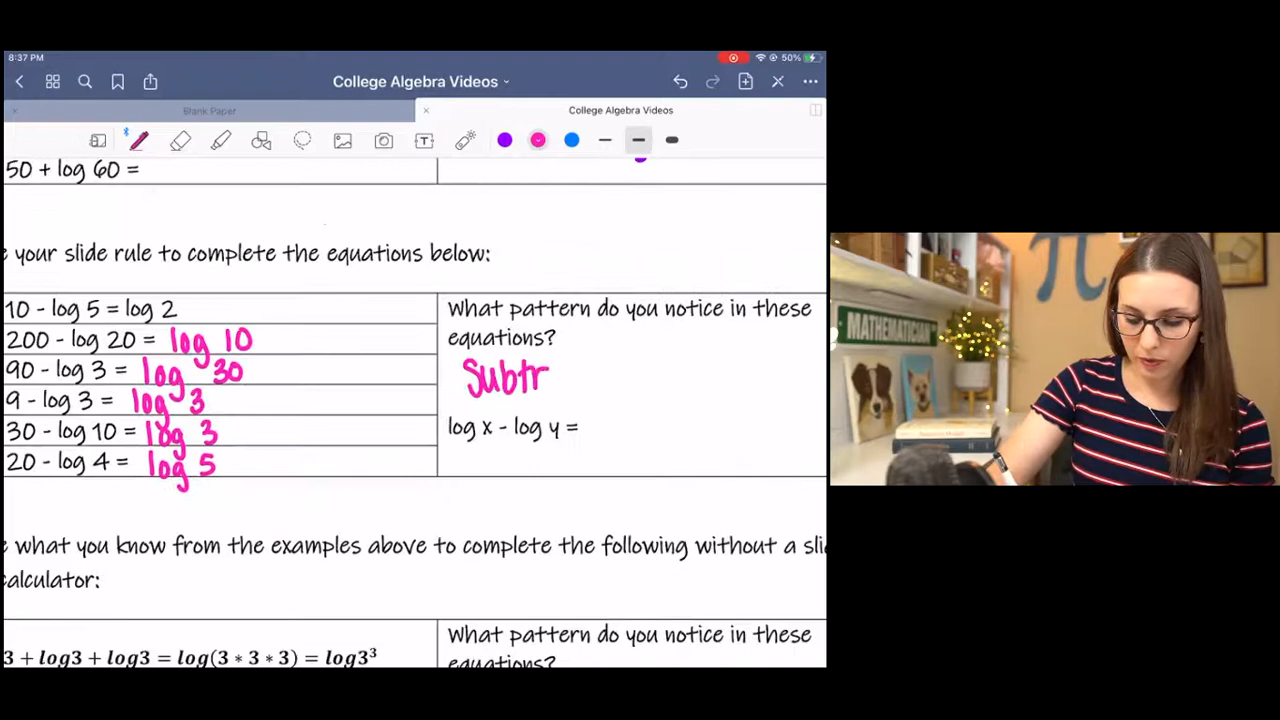 8:37 PM
50%
College Algebra Videos
Blank Paper
College Algebra Videos
50 + log 60 =
e your slide rule to complete the equations below:
10 - log 5 = log 2
200 - log 20 = log 10
90 - log 3 = log 30
9 - log 3 = log 3
30 - log 10 = log 3
20 - log 4 = log 5
What pattern do you notice in these
equations?
Subtr
log x - log y =
e what you know from the examples above to complete the following without a sli
calculator:
3 + log3 + log3 = log(3 * 3 * 3) = log3³
What pattern do you notice in these
equations?
MATHEMATICIAN